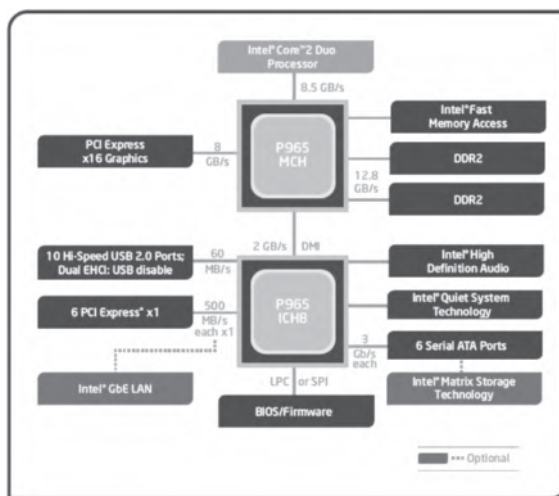 Intel® Core™2 Duo
Processor
8.5 GB/s
Intel® Fast
Memory Access
PCI Express
x16 Graphics
8
GB/s
P965
MCH
DDR2
12.8
GB/s
DDR2
2 GB/s
DMI
10 Hi-Speed USB 2.0 Ports;
Dual EHCI; USB disable
60
MB/s
Intel® High
Definition Audio
P965
ICH8
Intel® Quiet System
Technology
6 PCI Express® x1
500
MB/s
each x1
3
Gb/s
each
6 Serial ATA Ports
Intel® GbE LAN
LPC or SPI
Intel® Matrix Storage
Technology
BIOS/Firmware
Optional